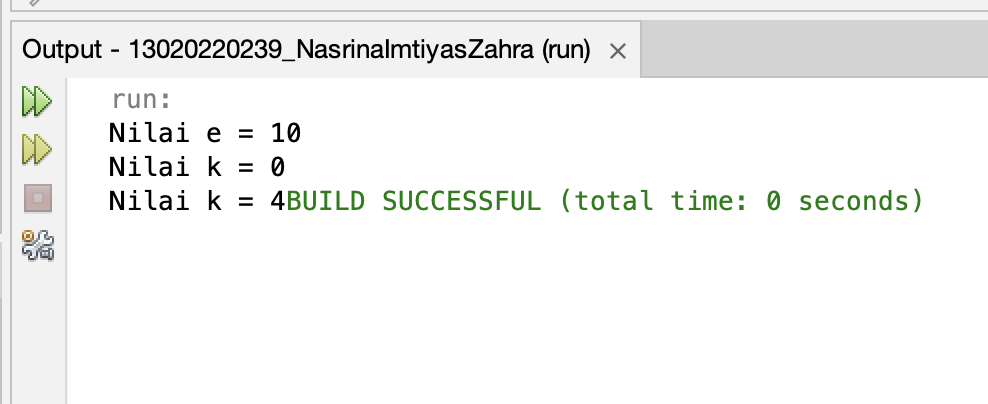 Output - 13020220239_NasrinaImtiyasZahra (run)
run:
Nilai e = 10
Nilai k = 0
Nilai k = 4BUILD SUCCESSFUL (total time: 0 seconds)